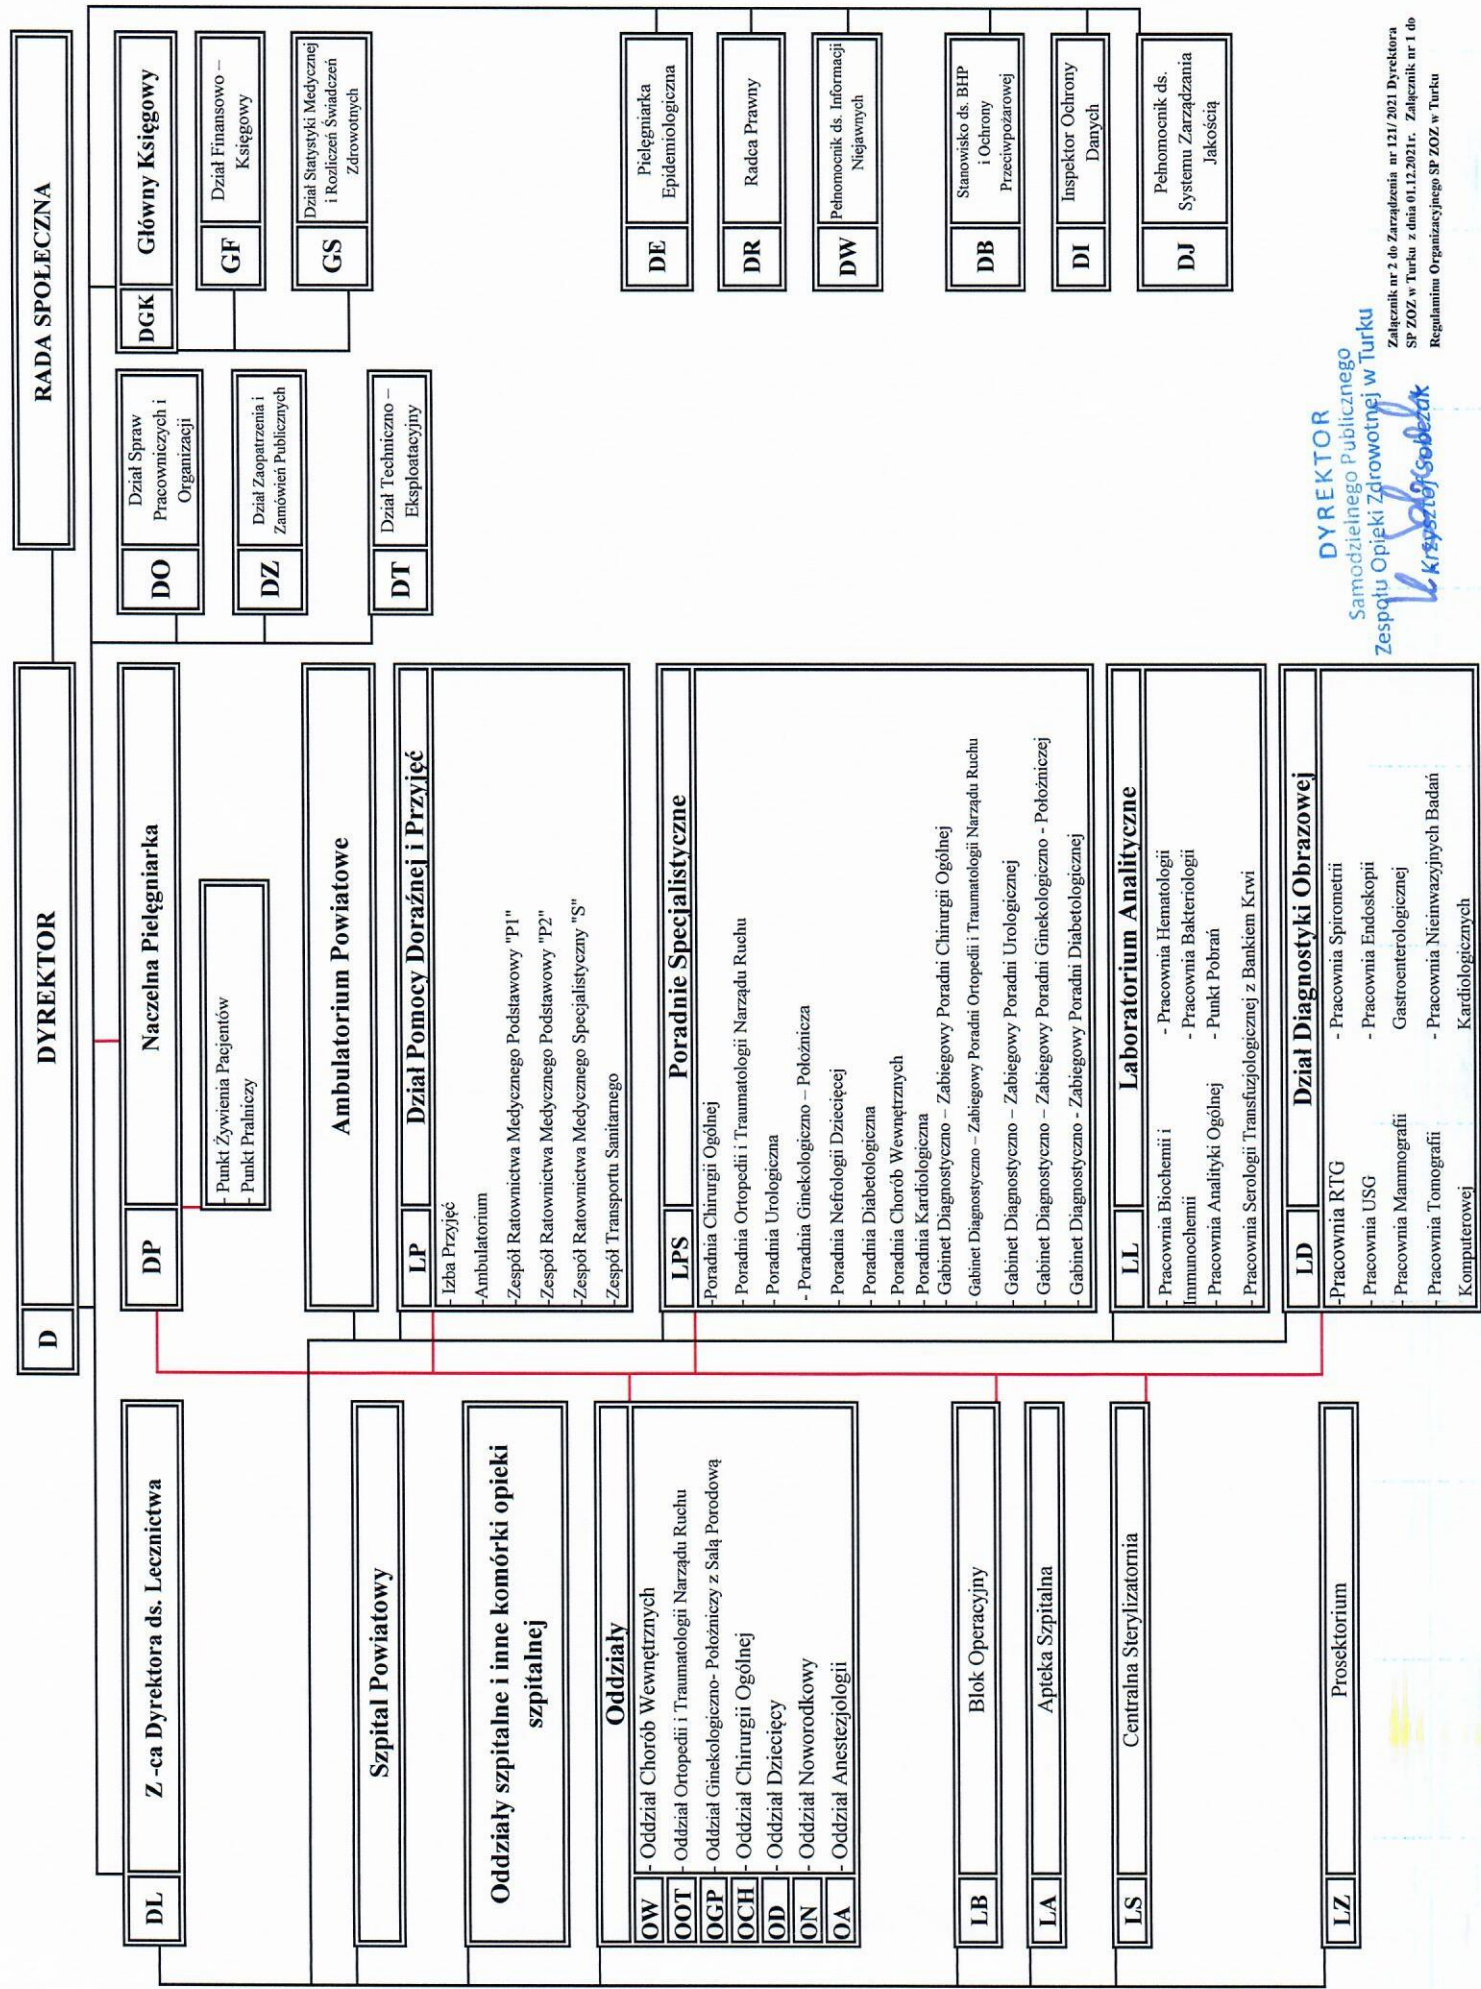 RADA SPOŁECZNA
D
DYREKTOR
DL
Z -ca Dyrektora ds. Lecznictwa
Szpital Powiatowy
Oddziały szpitalne i inne komórki opieki
szpitalnej
Oddziały
OW
- Oddział Chorób Wewnętrznych
OOT
- Oddział Ortopedii i Traumatologii Narządu Ruchu
OGP
- Oddział Ginekologiczno- Położniczy z Salą Porodową
OCH
- Oddział Chirurgii Ogólnej
OD
- Oddział Dziecięcy
ON
- Oddział Noworodkowy
OA
- Oddział Anestezjologii
LB
Blok Operacyjny
LA
Apteka Szpitalna
LS
Centralna Sterylizatornia
LZ
Prosektorium
DP
Naczelna Pielęgniarka
- Punkt Żywienia Pacjentów
- Punkt Pralniczy
Ambulatorium Powiatowe
LP
Dział Pomocy Doraźnej i Przyjęć
- Izba Przyjęć
-Ambulatorium
-Zespół Ratownictwa Medycznego Podstawowy "P1"
-Zespół Ratownictwa Medycznego Podstawowy "P2"
-Zespół Ratownictwa Medycznego Specjalistyczny "S"
-Zespół Transportu Sanitarnego
LPS
Poradnie Specjalistyczne
-Poradnia Chirurgii Ogólnej
- Poradnia Ortopedii i Traumatologii Narządu Ruchu
- Poradnia Urologiczna
- Poradnia Ginekologiczno – Położnicza
- Poradnia Nefrologii Dziecięcej
- Poradnia Diabetologiczna
- Poradnia Chorób Wewnętrznych
- Poradnia Kardiologiczna
- Gabinet Diagnostyczno – Zabiegowy Poradni Chirurgii Ogólnej
- Gabinet Diagnostyczno – Zabiegowy Poradni Ortopedii i Traumatologii Narządu Ruchu
- Gabinet Diagnostyczno – Zabiegowy Poradni Urologicznej
- Gabinet Diagnostyczno – Zabiegowy Poradni Ginekologiczno - Położniczej
- Gabinet Diagnostyczno - Zabiegowy Poradni Diabetologicznej
LL
Laboratorium Analityczne
- Pracownia Biochemii i
Immunochemii
- Pracownia Analityki Ogólnej
- Pracownia Hematologii
- Pracownia Bakteriologii
- Punkt Pobrań
- Pracownia Serologii Transfuzjologicznej z Bankiem Krwi
LD
Dział Diagnostyki Obrazowej
-Pracownia RTG
- Pracownia USG
- Pracownia Mammografii
- Pracownia Tomografii
Komputerowej
- Pracownia Spirometrii
- Pracownia Endoskopii
Gastroenterologicznej
- Pracownia Nieinwazyjnych Badań
Kardiologicznych
DO
Dział Spraw
Pracowniczych i
Organizacji
DZ
Dział Zaopatrzenia i
Zamówień Publicznych
DT
Dział Techniczno –
Eksploatacyjny
DGK
Główny Księgowy
GF
Dział Finansowo –
Księgowy
GS
Dział Statystyki Medycznej
i Rozliczeń Świadczeń
Zdrowotnych
DE
Pielęgniarka
Epidemiologiczna
DR
Radca Prawny
DW
Pełnomocnik ds. Informacji
Niejawnych
DB
Stanowisko ds. BHP
i Ochrony
Przeciwpożarowej
DI
Inspektor Ochrony
Danych
DJ
Pełnomocnik ds.
Systemu Zarządzania
Jakością
DYREKTOR
Samodzielnego Publicznego
Zespołu Opieki Zdrowotnej w Turku
Krzysztof Sobczak
Załącznik nr 2 do Zarządzenia nr 121/ 2021 Dyrektora
SP ZOZ w Turku z dnia 01.12.2021r. Załącznik nr 1 do
Regulaminu Organizacyjnego SP ZOZ w Turku